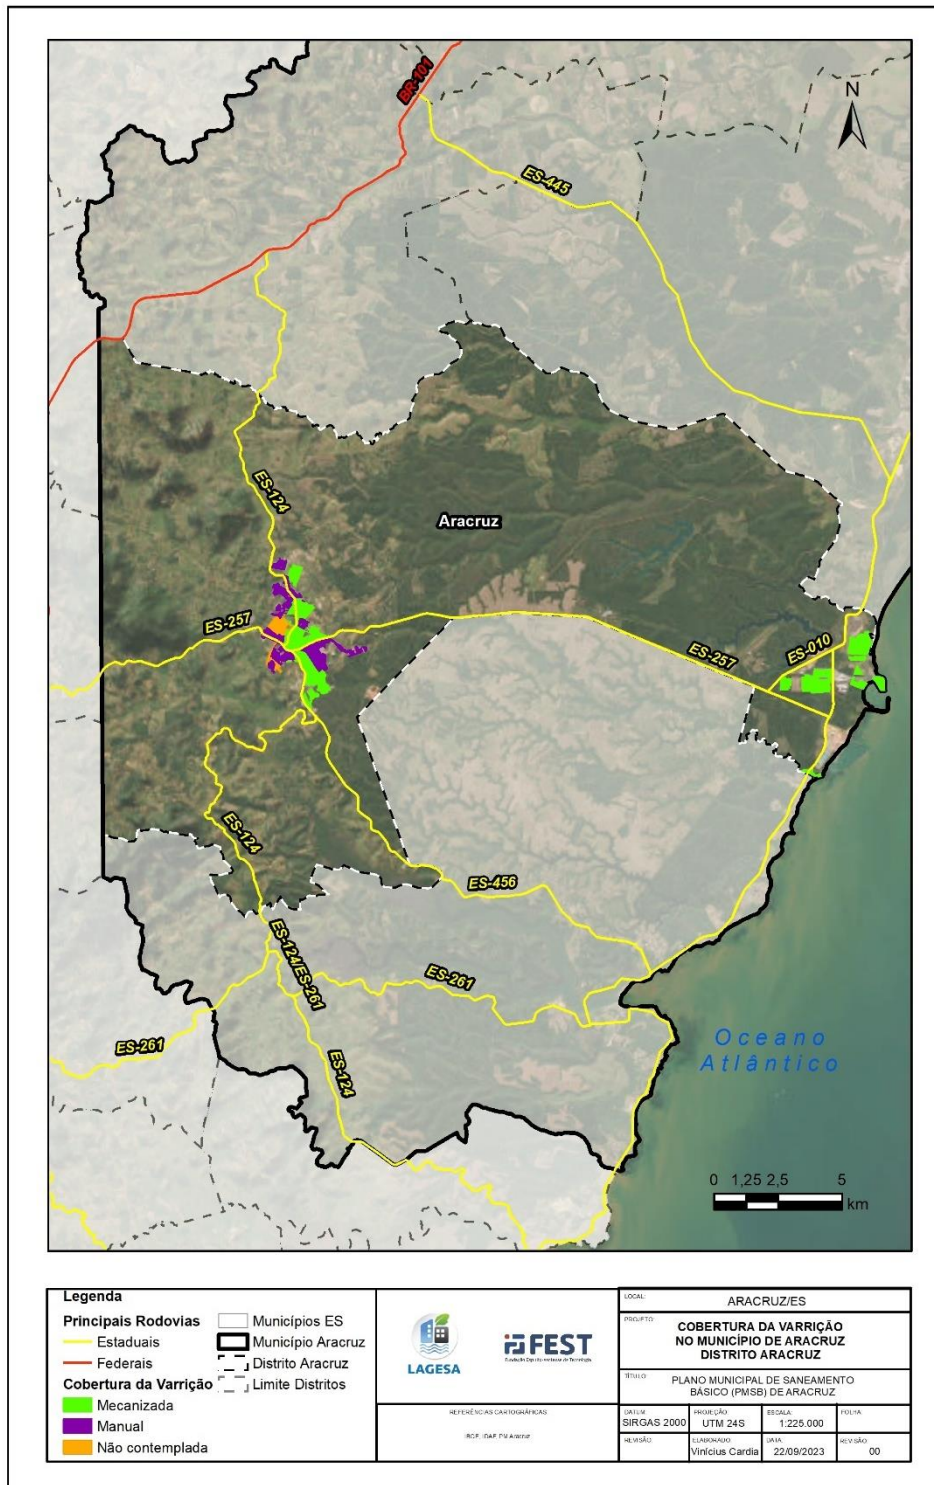 BR-101
N
ES-445
ES-124
Aracruz
ES-257
ES-257
ES-010
ES-124
ES-456
ES-124/ES-261
ES-261
ES-261
ES-124
Oceano
Atlântico
0 1,25 2,5 5
km
Legenda
Principais Rodovias
Estaduais
Federais
Cobertura da Varrição
Mecanizada
Manual
Não contemplada
Municípios ES
Município Aracruz
Distrito Aracruz
Limite Distritos
LAGESA
FEST
REFERÊNCIAS CARTOGRÁFICAS
LOCAL:
ARACRUZ/ES
PROJETO:
COBERTURA DA VARRIÇÃO
NO MUNICÍPIO DE ARACRUZ
DISTRITO ARACRUZ
TÍTULO:
PLANO MUNICIPAL DE SANEAMENTO
BÁSICO (PMSB) DE ARACRUZ
DATUM:
SIRGAS 2000
PROJEÇÃO:
UTM 24S
ESCALA:
1:225.000
FOLHA:
REVISÃO:
ELABORADO:
Vinícius Cardia
DATA:
22/09/2023
REVISÃO:
00